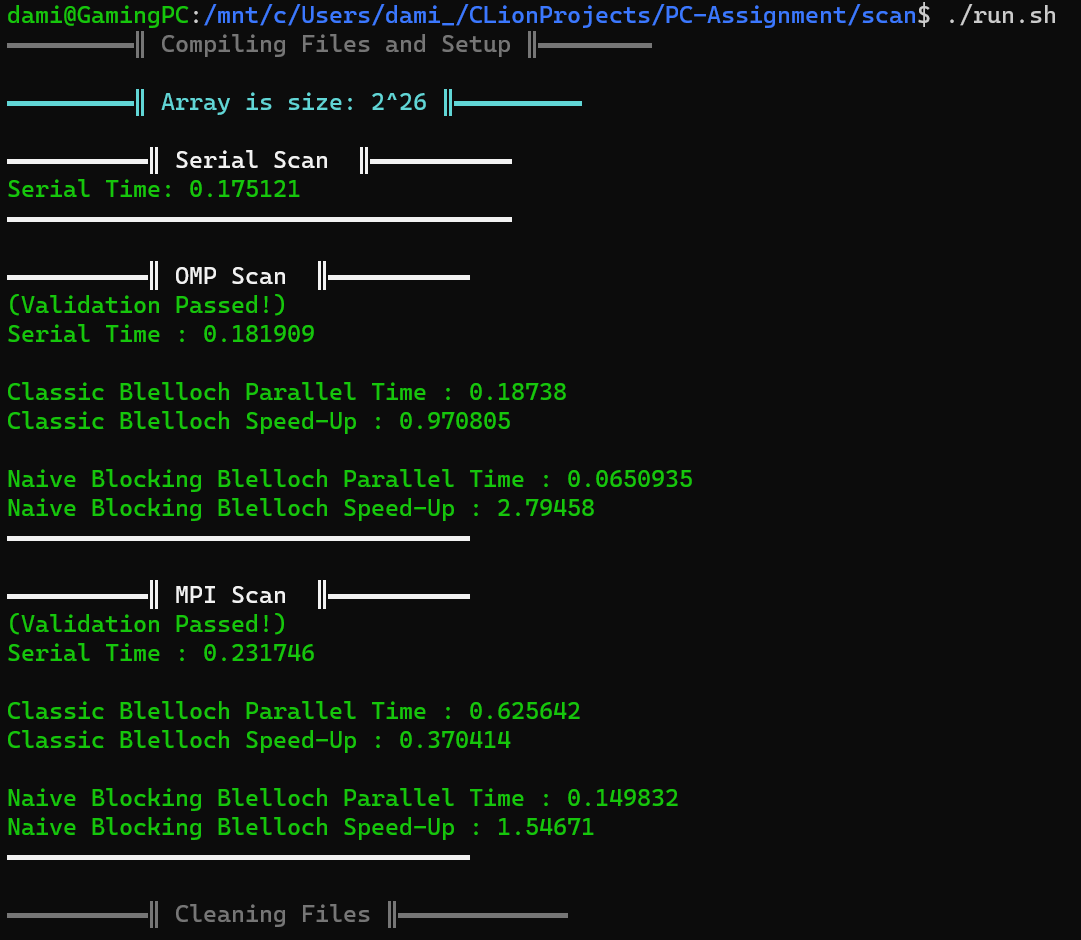 dami@GamingPC:/mnt/c/Users/dami_/CLionProjects/PC-Assignment/scan$ ./run.sh
━━━━━━━━━║ Compiling Files and Setup ║━━━━━━━━
━━━━━━━━━║ Array is size: 2^26 ║━━━━━━━━━
━━━━━━━━━━║ Serial Scan  ║━━━━━━━━━━
Serial Time: 0.175121
━━━━━━━━━━━━━━━━━━━━━━━━━━━━━━━━━━━━
━━━━━━━━━━║ OMP Scan  ║━━━━━━━━━━
(Validation Passed!)
Serial Time : 0.181909
Classic Blelloch Parallel Time : 0.18738
Classic Blelloch Speed-Up : 0.970805
Naive Blocking Blelloch Parallel Time : 0.0650935
Naive Blocking Blelloch Speed-Up : 2.79458
━━━━━━━━━━━━━━━━━━━━━━━━━━━━━━━━━
━━━━━━━━━━║ MPI Scan  ║━━━━━━━━━━
(Validation Passed!)
Serial Time : 0.231746
Classic Blelloch Parallel Time : 0.625642
Classic Blelloch Speed-Up : 0.370414
Naive Blocking Blelloch Parallel Time : 0.149832
Naive Blocking Blelloch Speed-Up : 1.54671
━━━━━━━━━━━━━━━━━━━━━━━━━━━━━━━━━
━━━━━━━━━━║ Cleaning Files ║━━━━━━━━━━━━